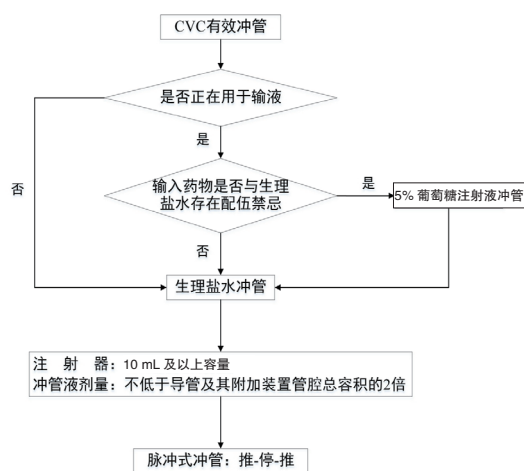 CVC有效冲管
是否正在用于输液
是
否
输入药物是否与生理
盐水存在配伍禁忌
是
5% 葡萄糖注射液冲管
否
生理盐水冲管
注 射 器：10 mL 及以上容量
冲管液剂量：不低于导管及其附加装置管腔总容积的2倍
脉冲式冲管：推-停-推